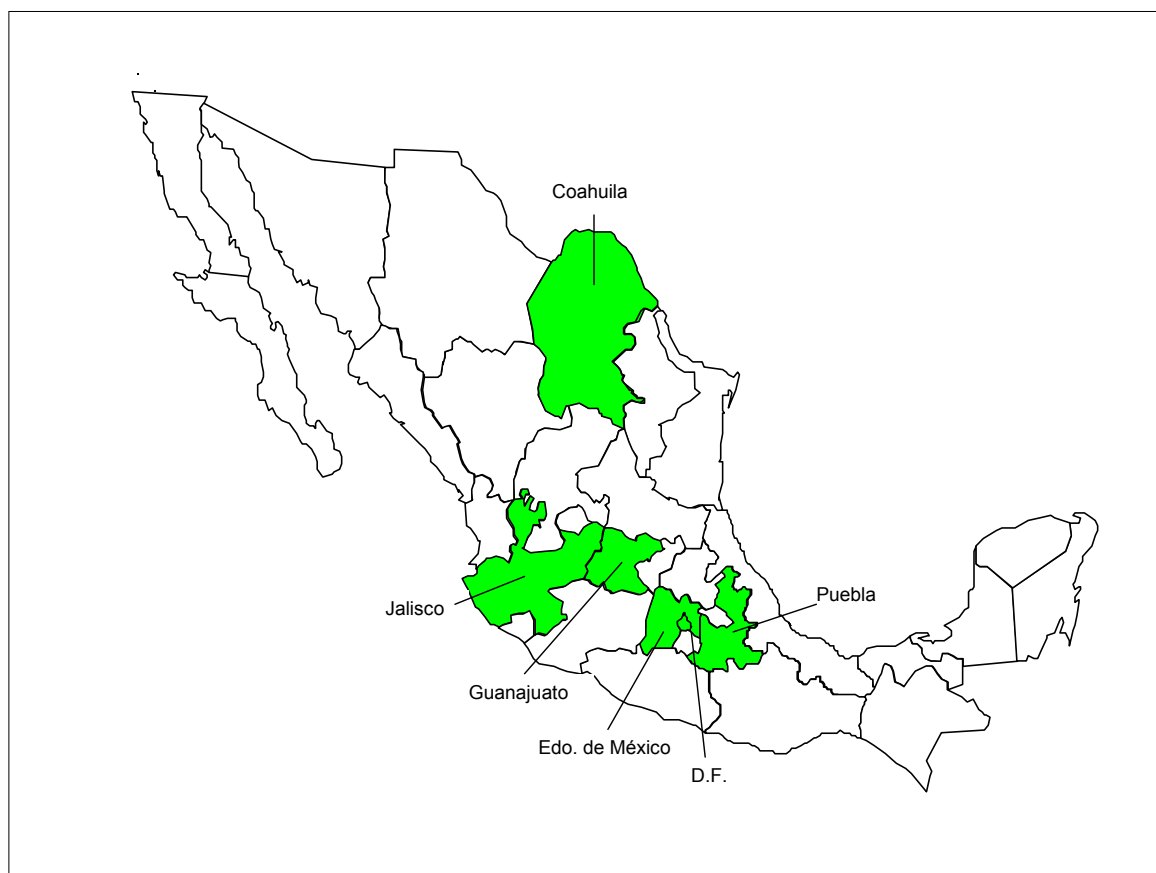 Coahuila
Puebla
Jalisco
Guanajuato
Edo. de México
D.F.